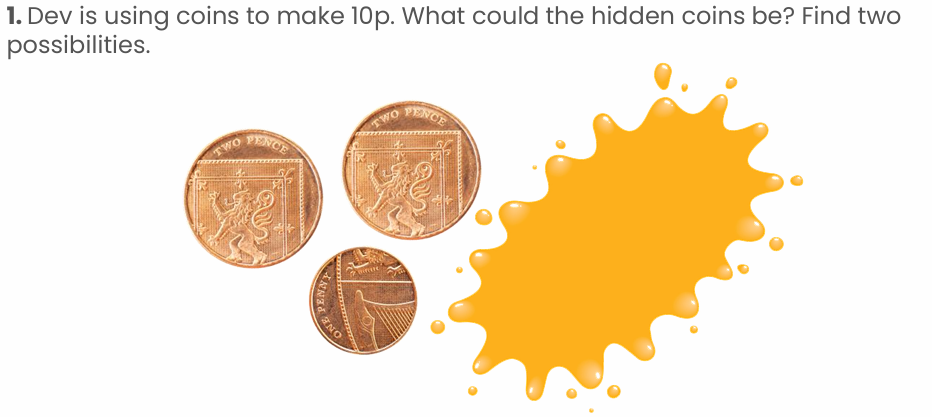 1. Dev is using coins to make 10p. What could the hidden coins be? Find two
possibilities.
TWO PENCE
TWO PENCE
ONE PENNY